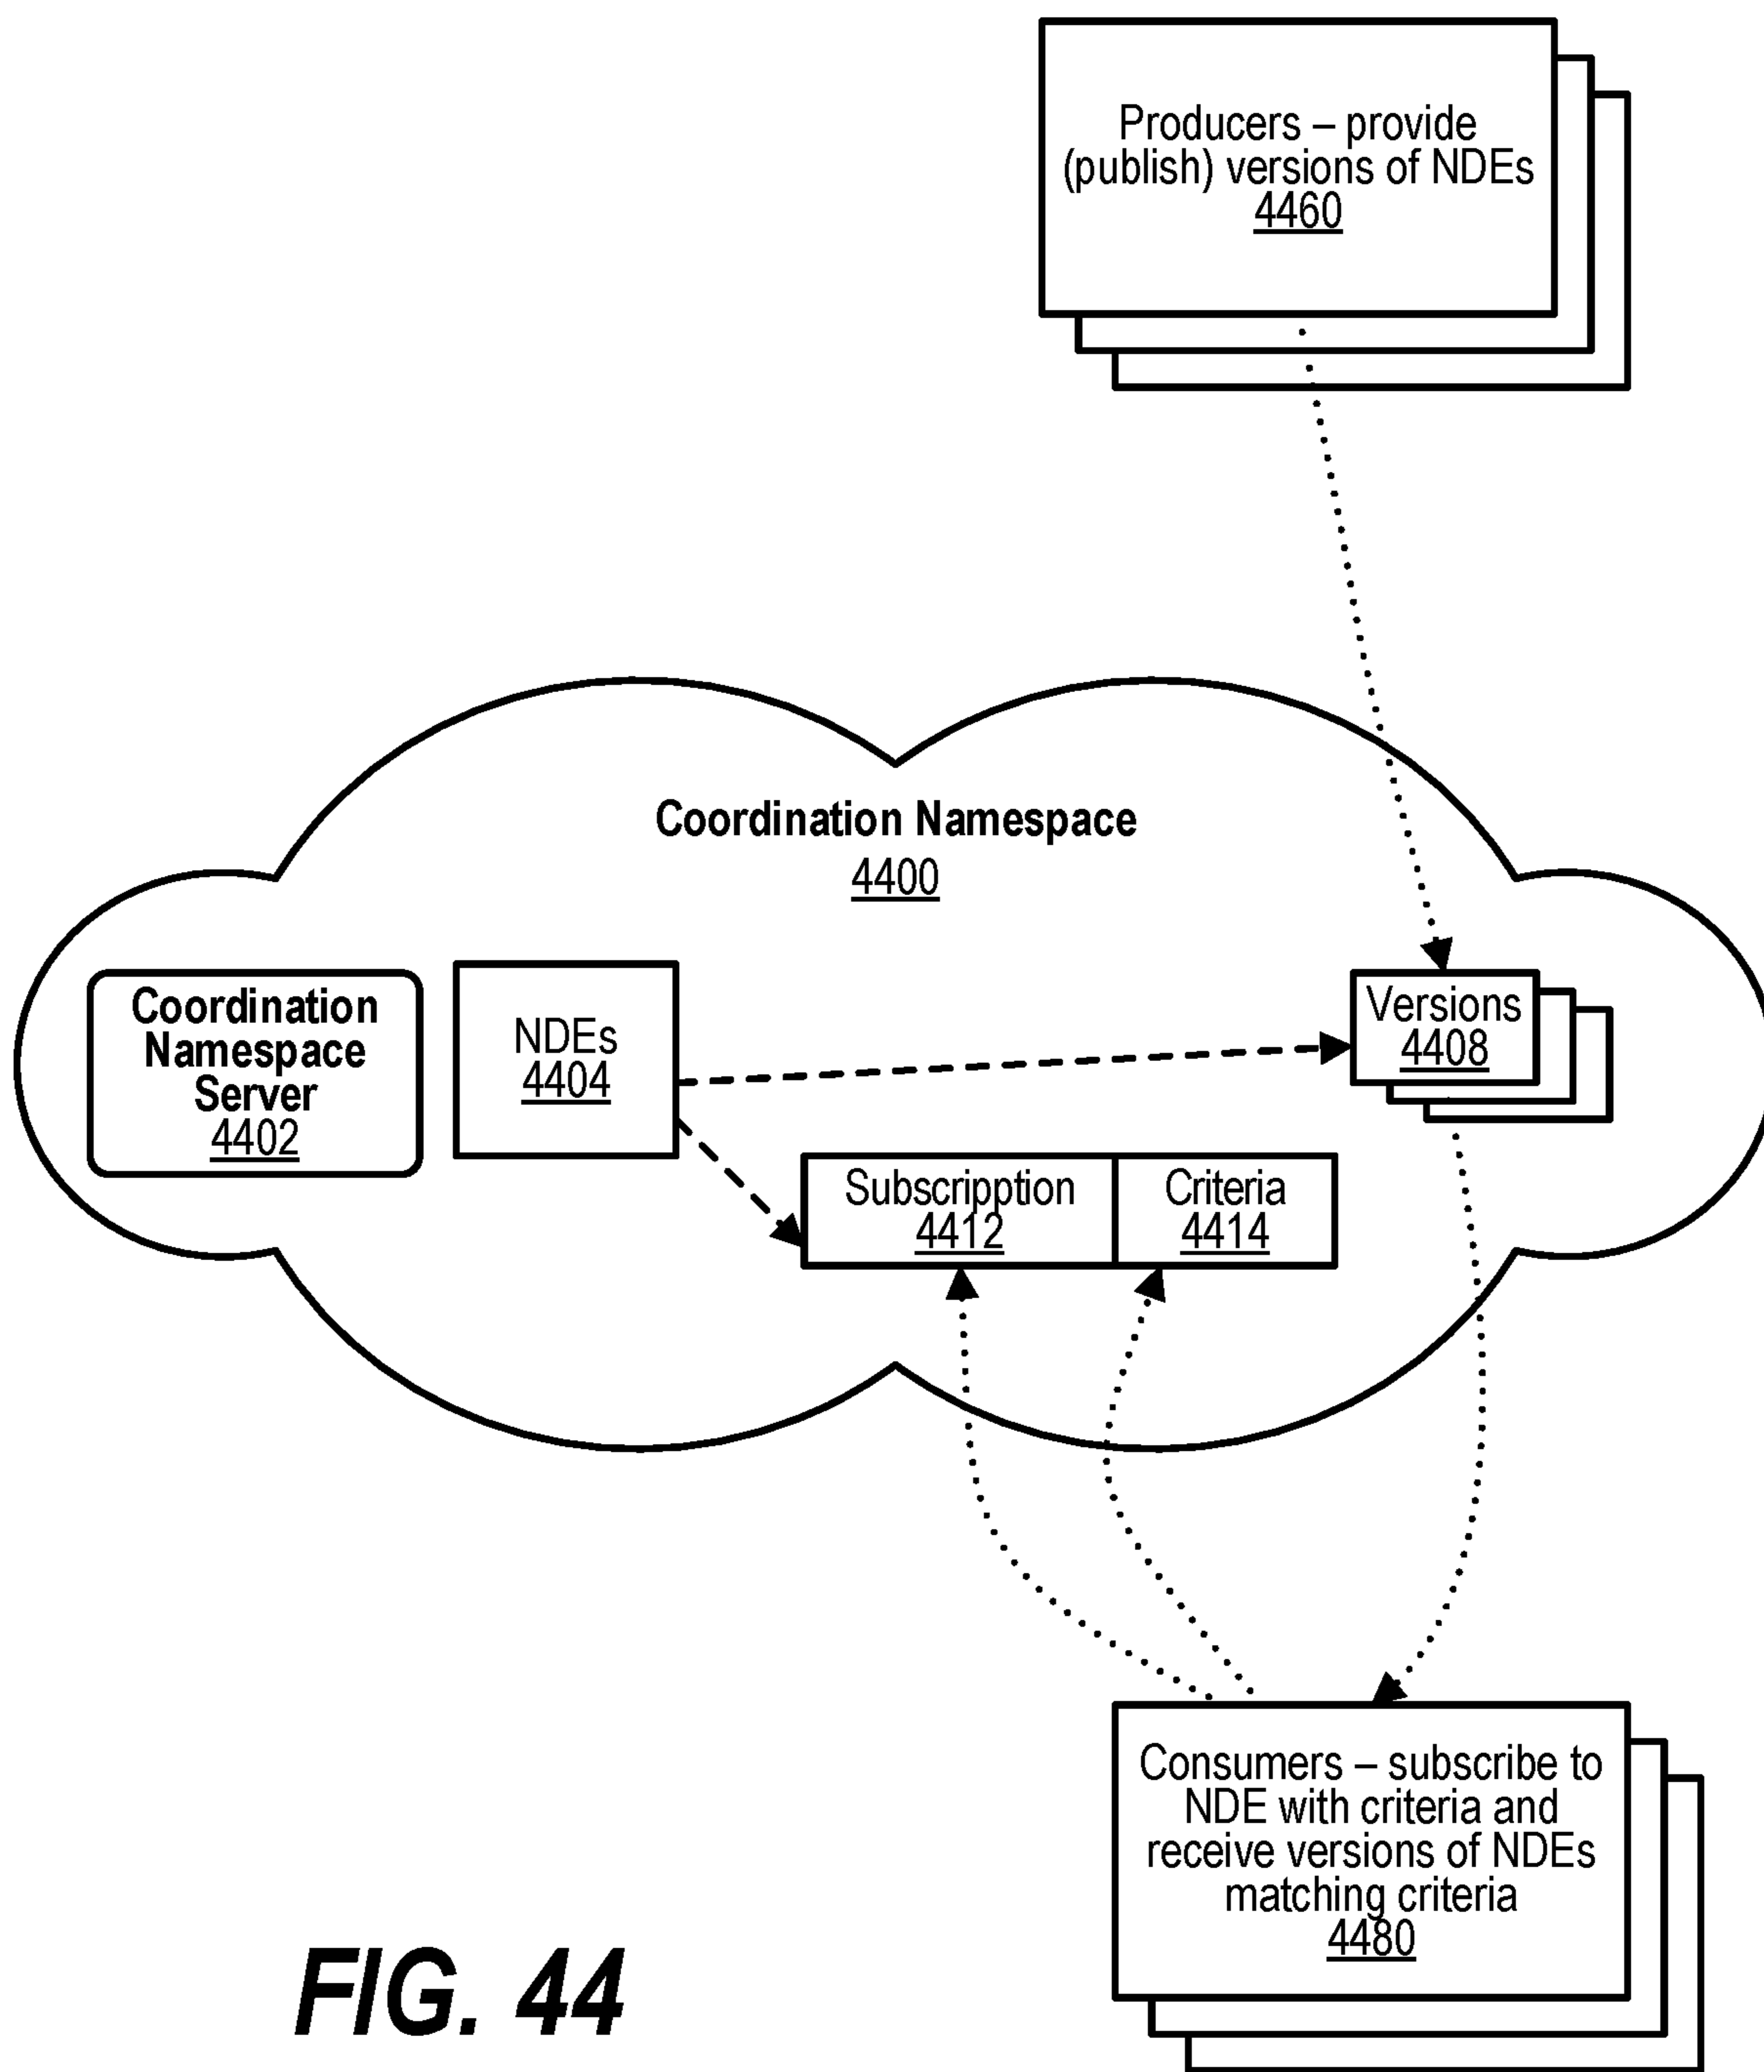 Producers – provide
(publish) versions of NDEs
4460
Coordination Namespace
4400
Coordination
Namespace
Server
4402
NDEs
4404
Versions
4408
Subscripption
4412
Criteria
4414
Consumers – subscribe to
NDE with criteria and
receive versions of NDEs
matching criteria
4480
FIG. 44